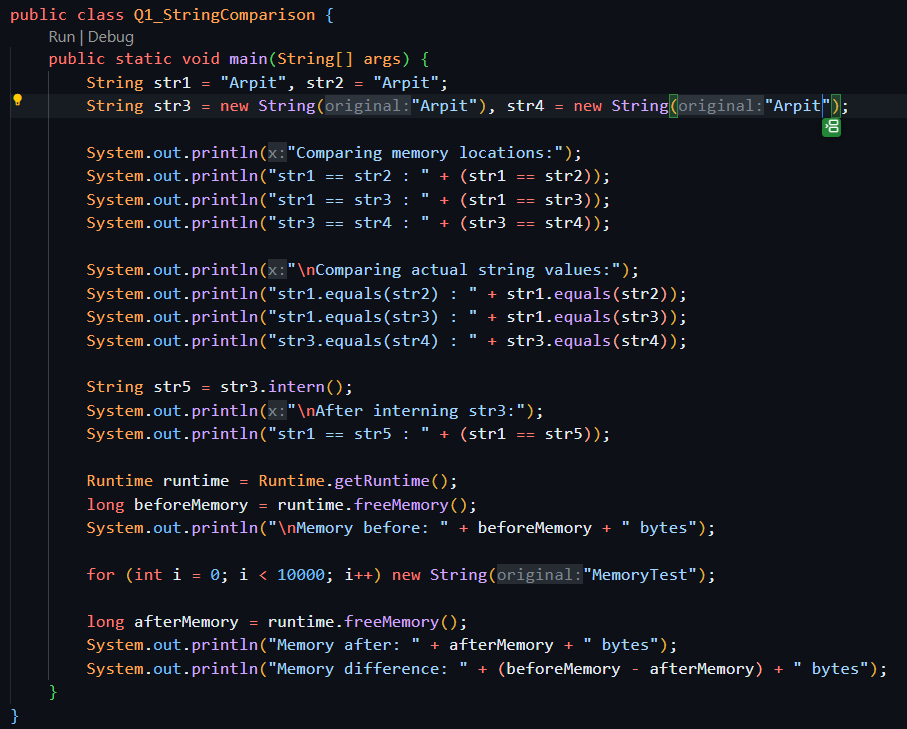 public class Q1_StringComparison {
Run | Debug
public static void main(String[] args) {
String str1 = "Arpit", str2 = "Arpit";
String str3 = new String(original:"Arpit"), str4 = new String(original:"Arpit");
System.out.println(x:"Comparing memory locations:");
System.out.println("str1 == str2 : " + (str1 == str2));
System.out.println("str1 == str3 : " + (str1 == str3));
System.out.println("str3 == str4 : " + (str3 == str4));
System.out.println(x:"\nComparing actual string values:");
System.out.println("str1.equals(str2) : " + str1.equals(str2));
System.out.println("str1.equals(str3) : " + str1.equals(str3));
System.out.println("str3.equals(str4) : " + str3.equals(str4));
String str5 = str3.intern();
System.out.println(x:"\nAfter interning str3:");
System.out.println("str1 == str5 : " + (str1 == str5));
Runtime runtime = Runtime.getRuntime();
long beforeMemory = runtime.freeMemory();
System.out.println("\nMemory before: " + beforeMemory + " bytes");
for (int i = 0; i < 10000; i++) new String(original:"MemoryTest");
long afterMemory = runtime.freeMemory();
System.out.println("Memory after: " + afterMemory + " bytes");
System.out.println("Memory difference: " + (beforeMemory - afterMemory) + " bytes");
}
}